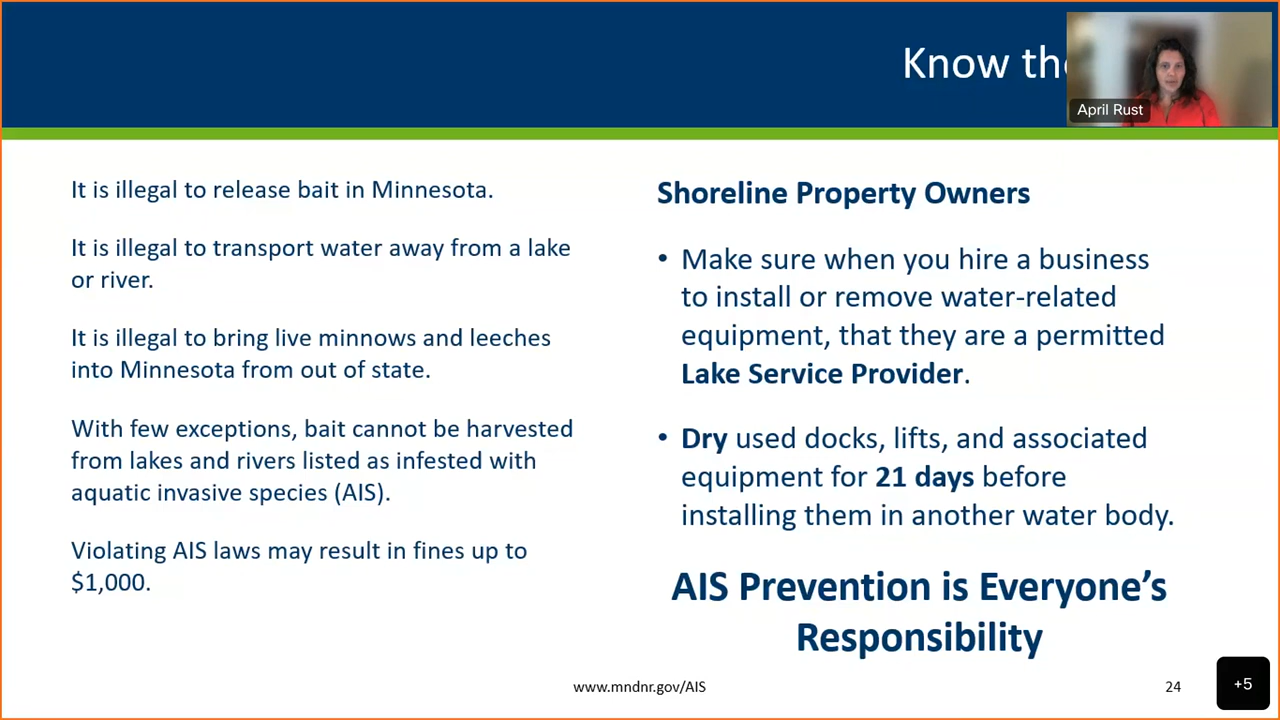 Know the
April Rust
It is illegal to release bait in Minnesota.
It is illegal to transport water away from a lake
or river.
It is illegal to bring live minnows and leeches
into Minnesota from out of state.
With few exceptions, bait cannot be harvested
from lakes and rivers listed as infested with
aquatic invasive species (AIS).
Violating AIS laws may result in fines up to
$1,000.
Shoreline Property Owners
• Make sure when you hire a business
to install or remove water-related
equipment, that they are a permitted
Lake Service Provider.
• Dry used docks, lifts, and associated
equipment for 21 days before
installing them in another water body.
AIS Prevention is Everyone’s
Responsibility
www.mndnr.gov/AIS
24
+5